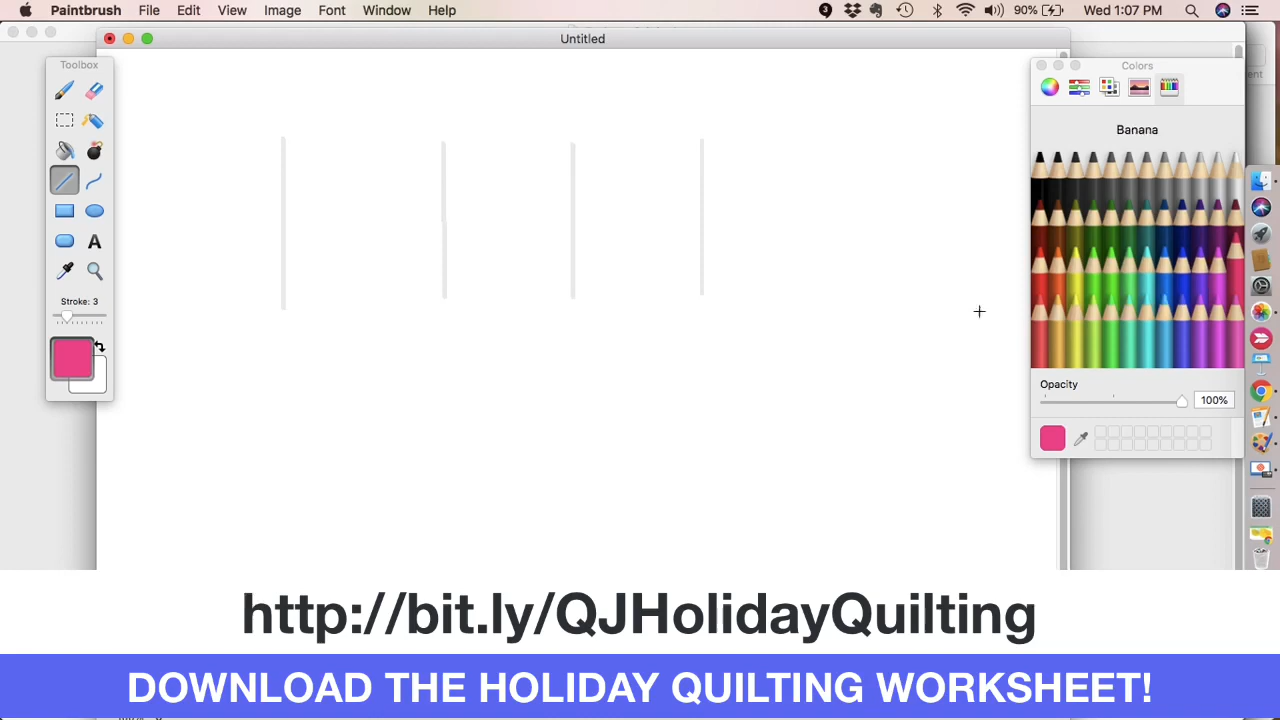 Paintbrush File Edit View Image Font Window Help 3 90% Wed 1:07 PM
Untitled
Toolbox
Colors
A
Banana
Stroke: 3
Opacity
100%
http://bit.ly/QJHolidayQuilting
DOWNLOAD THE HOLIDAY QUILTING WORKSHEET!